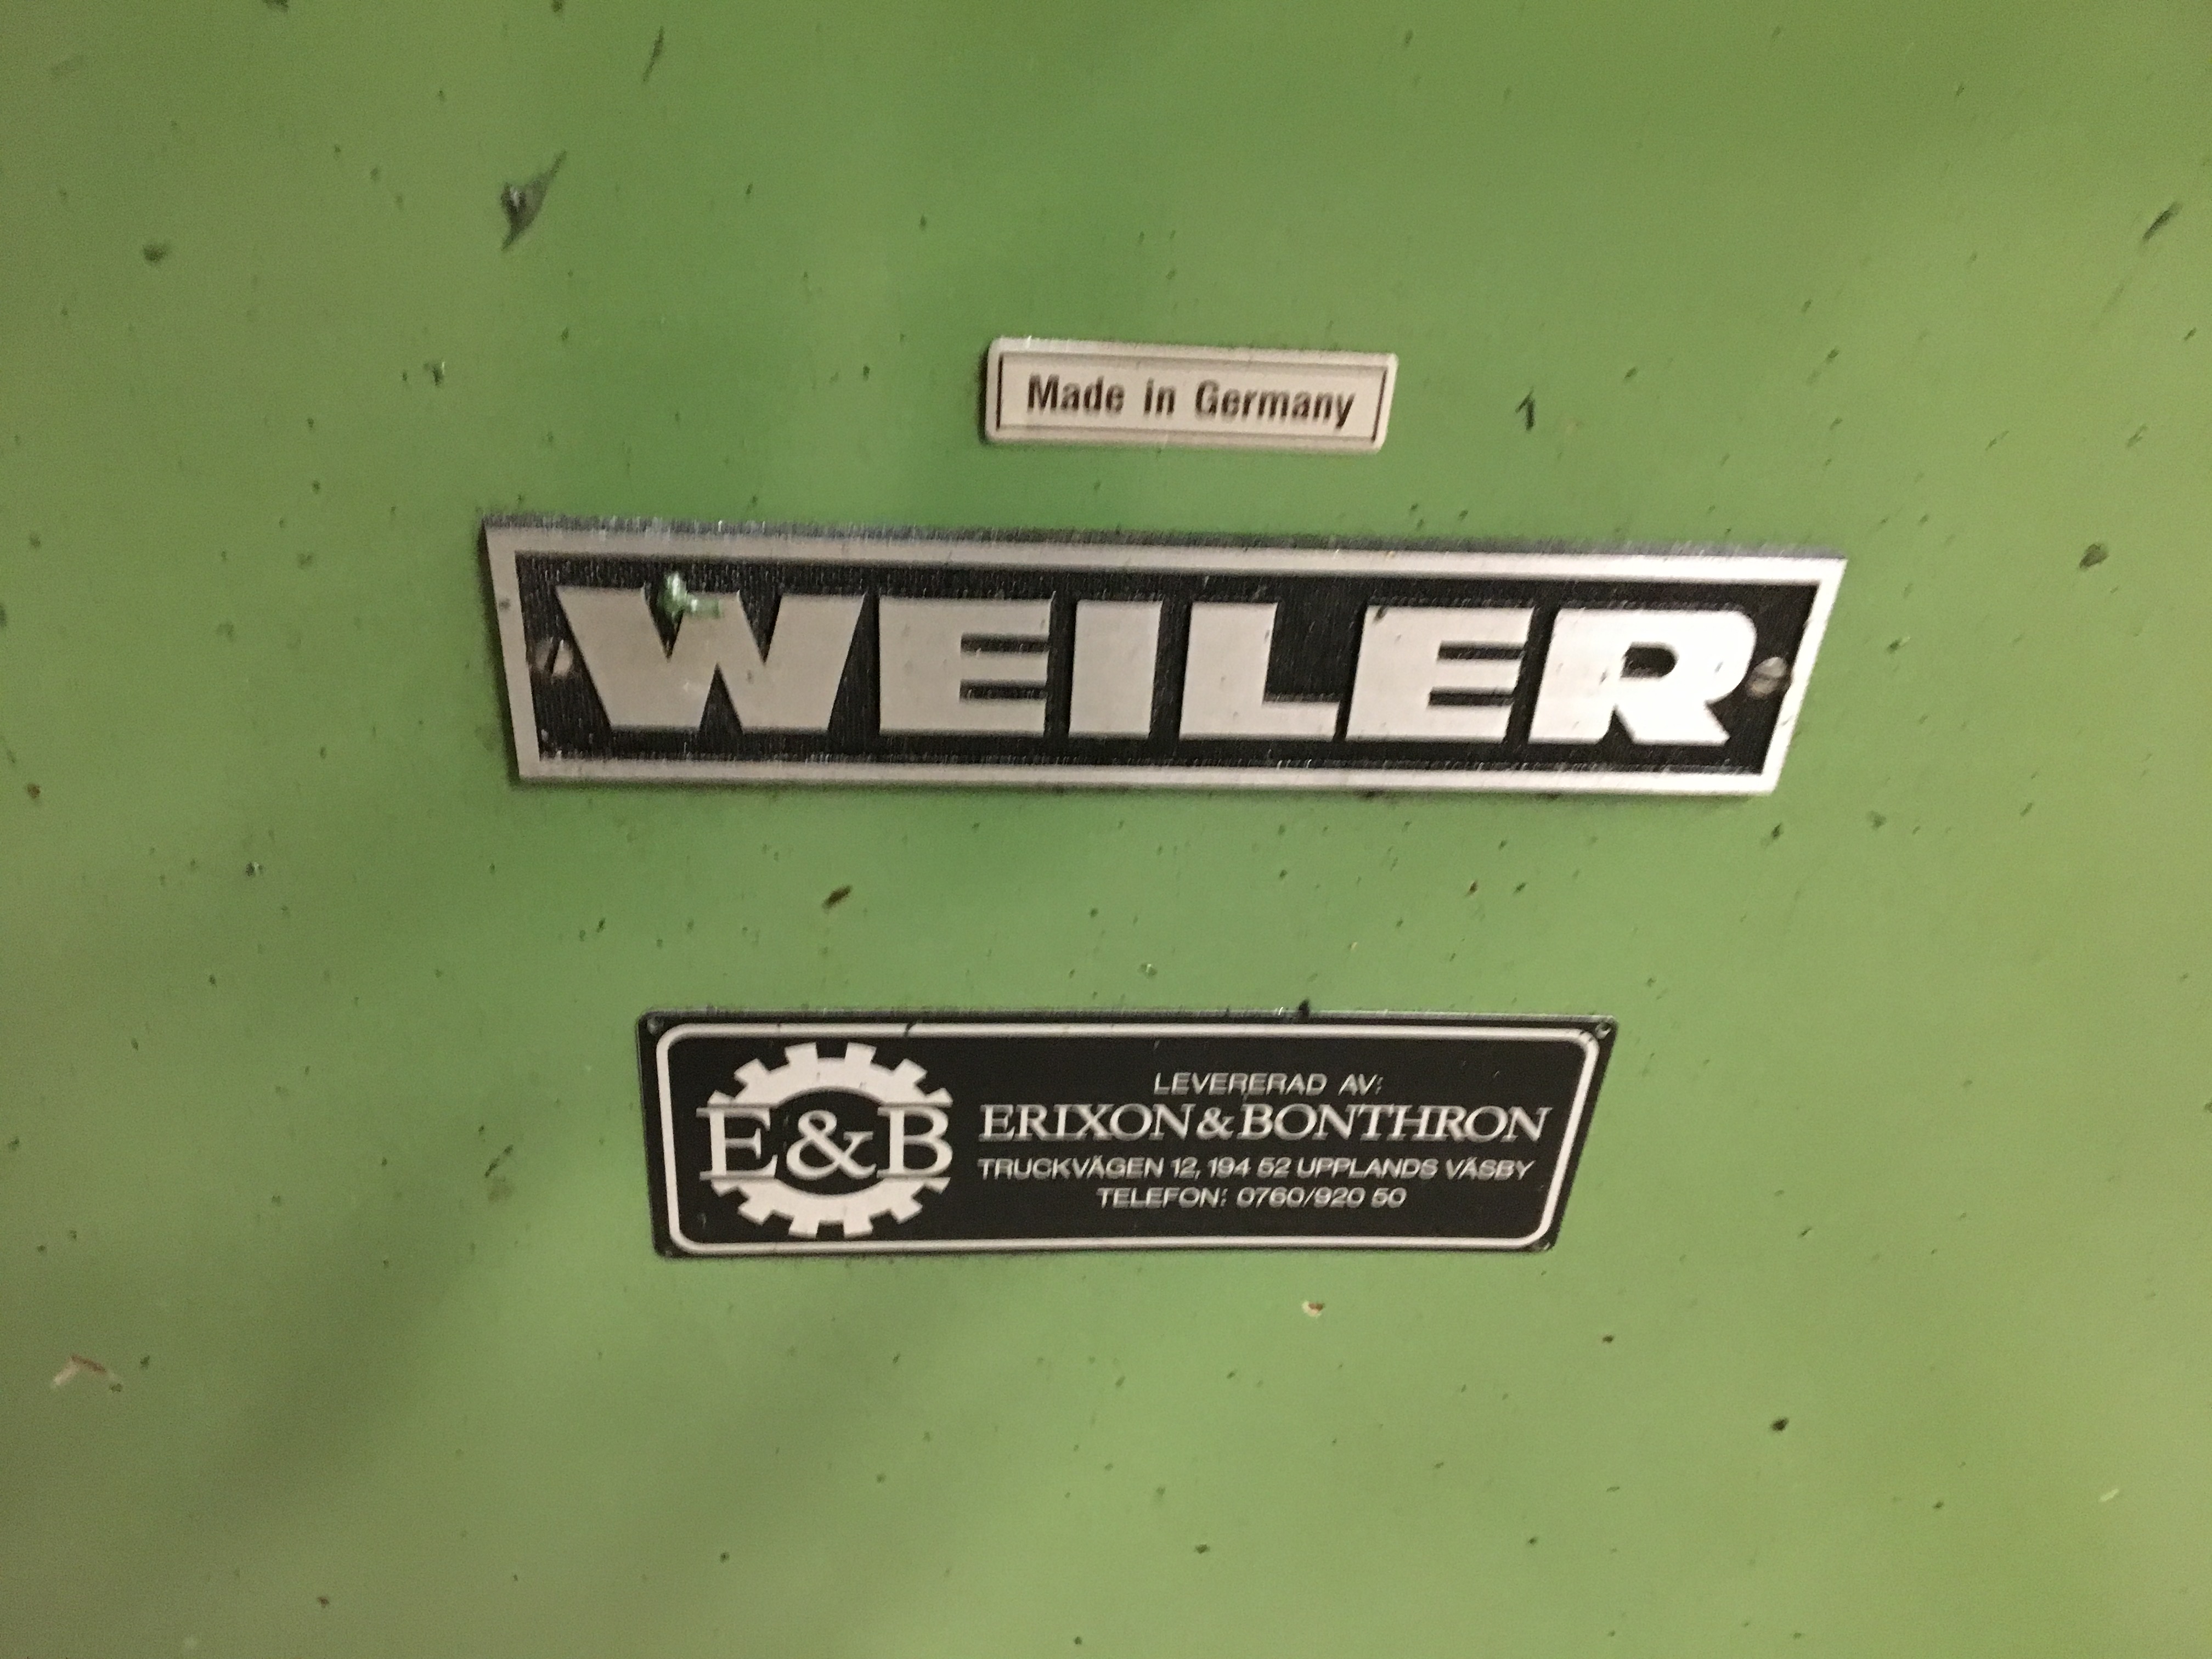 Made in Germany
WEILER
E&B
LEVERERAD AV:
ERIXON&BONTHRON
TRUCKVÄGEN 12, 194 52 UPPLANDS VÄSBY
TELEFON: 0760/920 50